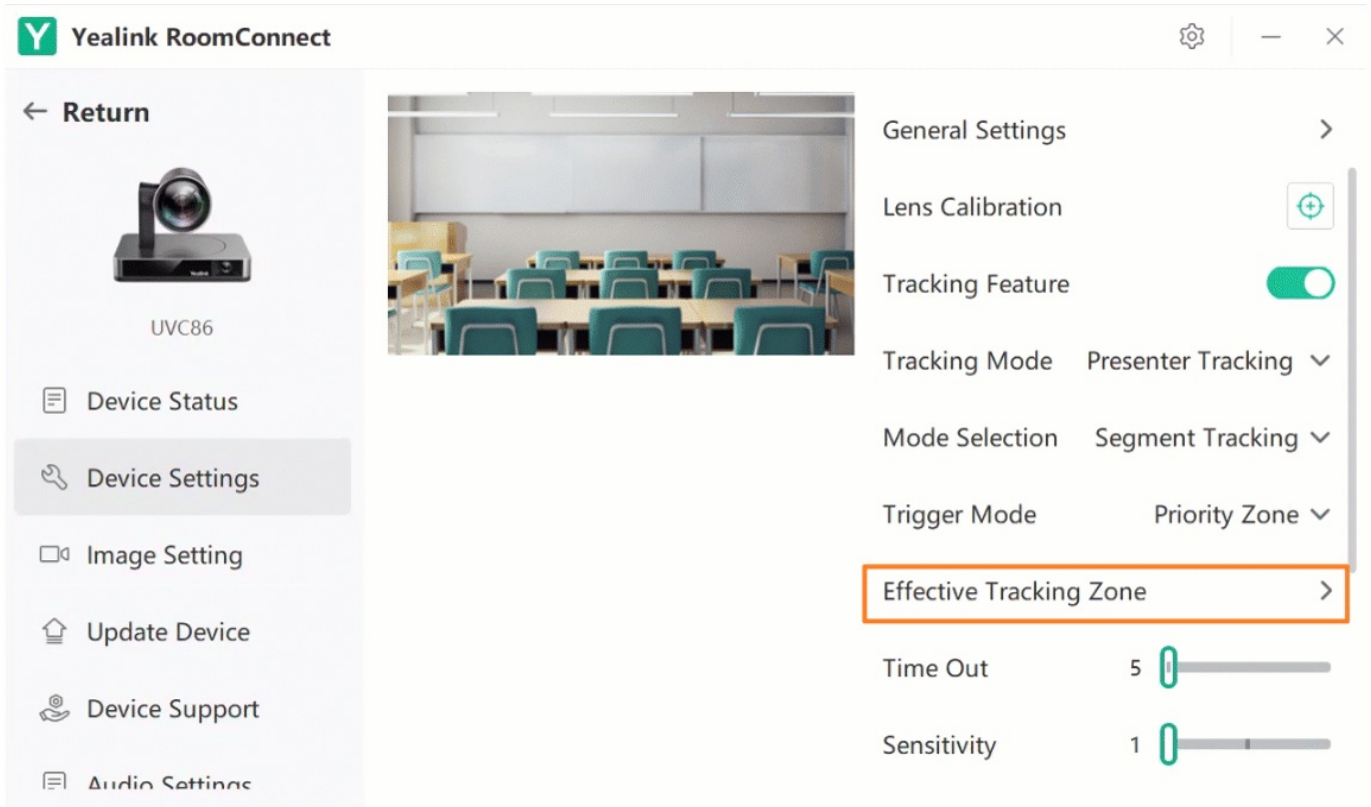 Yealink RoomConnect
Return
UVC86
Device Status
Device Settings
Image Setting
Update Device
Device Support
Audio Settings
General Settings
Lens Calibration
Tracking Feature
Tracking Mode Presenter Tracking
Mode Selection Segment Tracking
Trigger Mode Priority Zone
Effective Tracking Zone
Time Out 5
Sensitivity 1